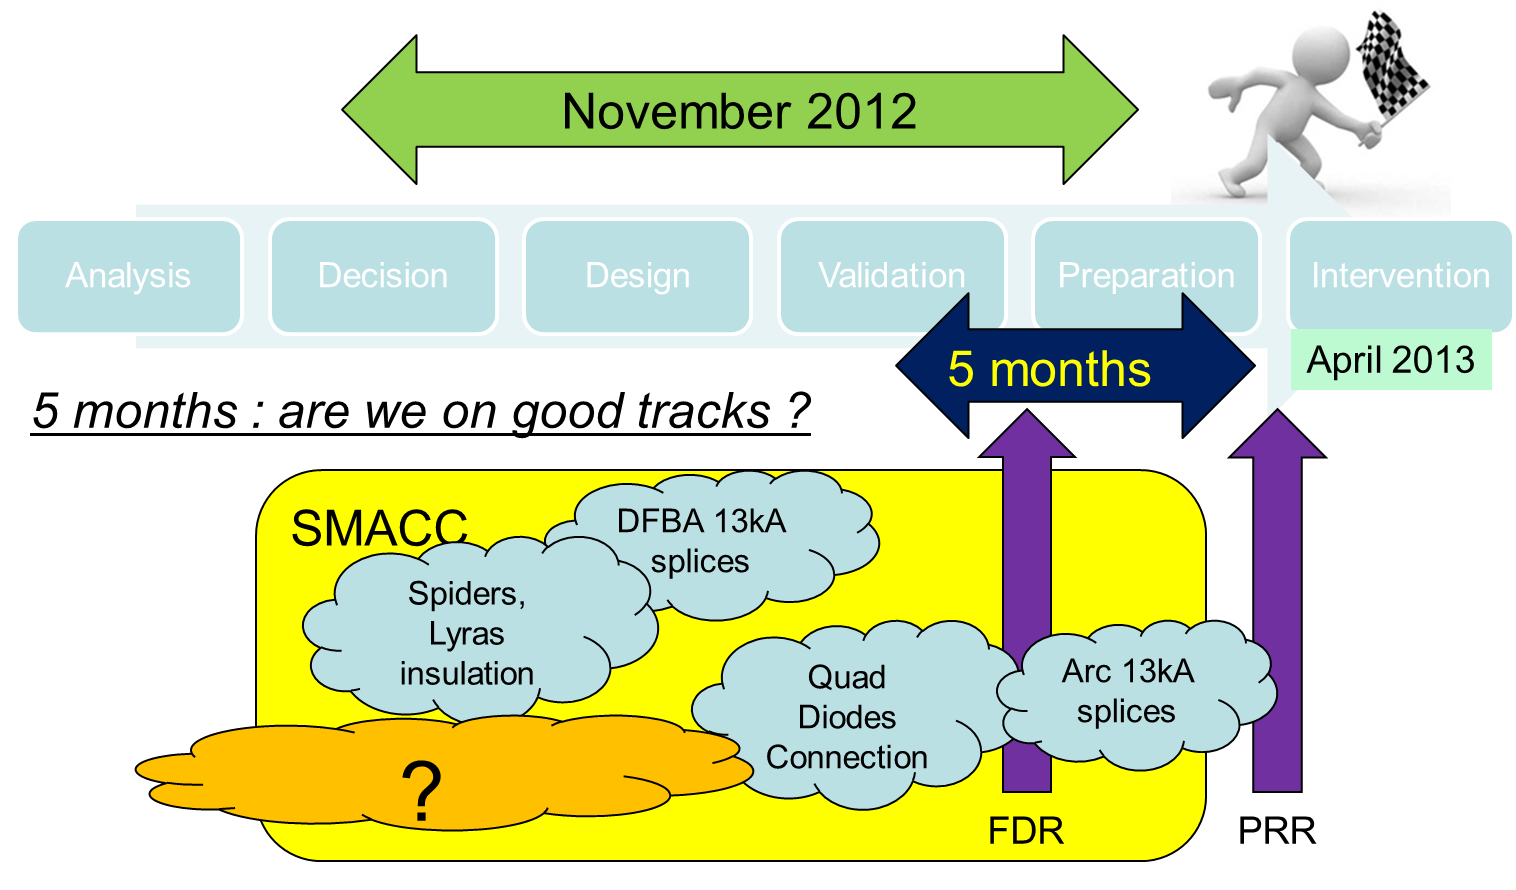 November 2012
Analysis
Decision
Design
Validation
Preparation
Intervention
April 2013
5 months
5 months : are we on good tracks ?
SMACC
DFBA 13kA
splices
Spiders,
Lyras
insulation
Quad
Diodes
Connection
Arc 13kA
splices
?
FDR
PRR